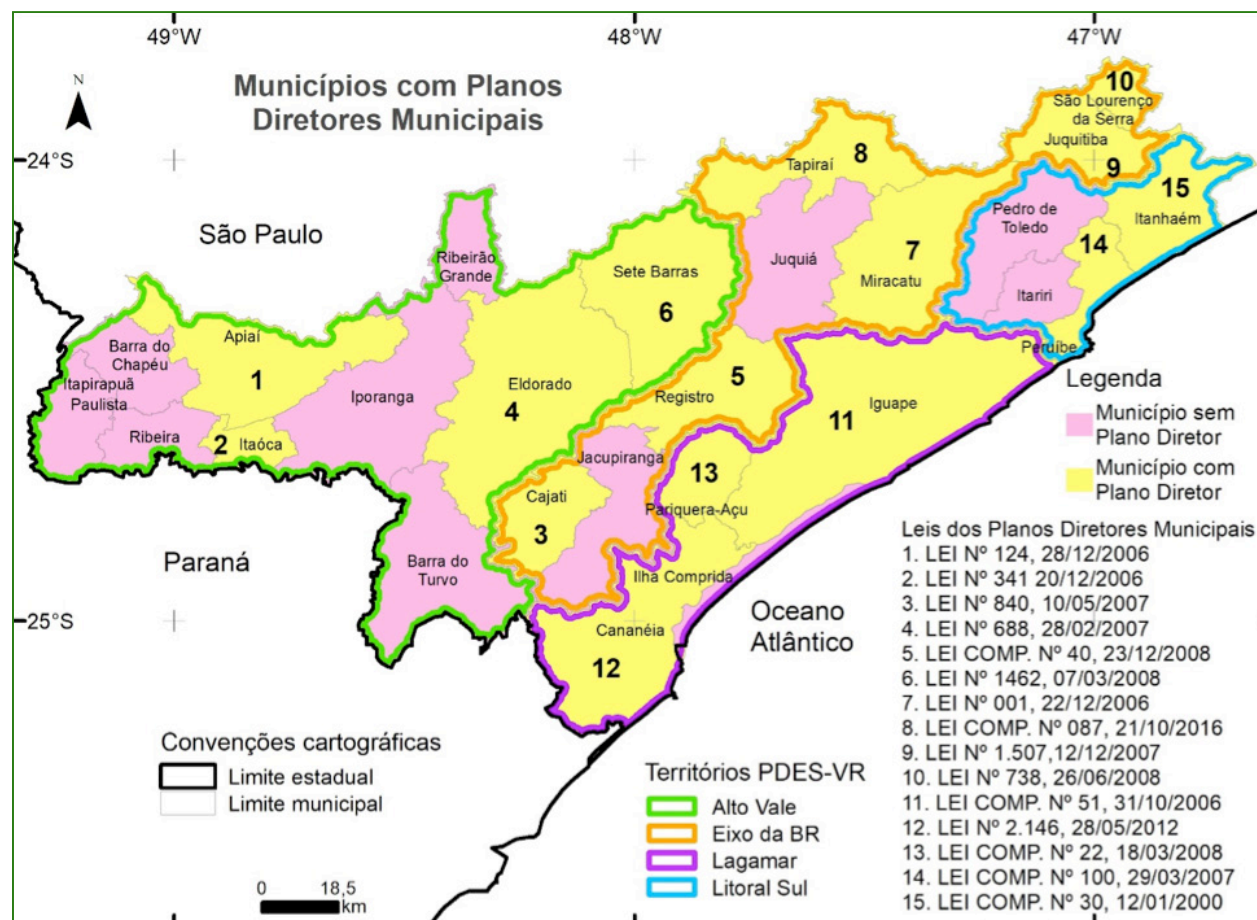 49°W
48°W
47°W
N
Municípios com Planos
Diretores Municipais
24°S
25°S
São Paulo
Paraná
Oceano
Atlântico
10
São Lourenço
da Serra
Juquitiba
9
15
Itanhaém
8
Tapiraí
Pedro de
Toledo
14
Itariri
Peruíbe
7
Miracatu
Juquiá
Ribeirão
Grande
Sete Barras
6
Apiaí
1
Barra do
Chapéu
Itapirapuã
Paulista
Ribeira
2
Itaóca
Iporanga
Eldorado
4
5
Registro
Iguape
11
Jacupiranga
13
Pariquera-Açu
Cajati
3
Barra do
Turvo
Ilha Comprida
Cananéia
12
Legenda
Município sem
Plano Diretor
Município com
Plano Diretor
Leis dos Planos Diretores Municipais
1. LEI Nº 124, 28/12/2006
2. LEI Nº 341 20/12/2006
3. LEI Nº 840, 10/05/2007
4. LEI Nº 688, 28/02/2007
5. LEI COMP. Nº 40, 23/12/2008
6. LEI Nº 1462, 07/03/2008
7. LEI Nº 001, 22/12/2006
8. LEI COMP. Nº 087, 21/10/2016
9. LEI Nº 1.507,12/12/2007
10. LEI Nº 738, 26/06/2008
11. LEI COMP. Nº 51, 31/10/2006
12. LEI Nº 2.146, 28/05/2012
13. LEI COMP. Nº 22, 18/03/2008
14. LEI COMP. Nº 100, 29/03/2007
15. LEI COMP. Nº 30, 12/01/2000
Convenções cartográficas
Limite estadual
Limite municipal
0 18,5
km
Territórios PDES-VR
Alto Vale
Eixo da BR
Lagamar
Litoral Sul